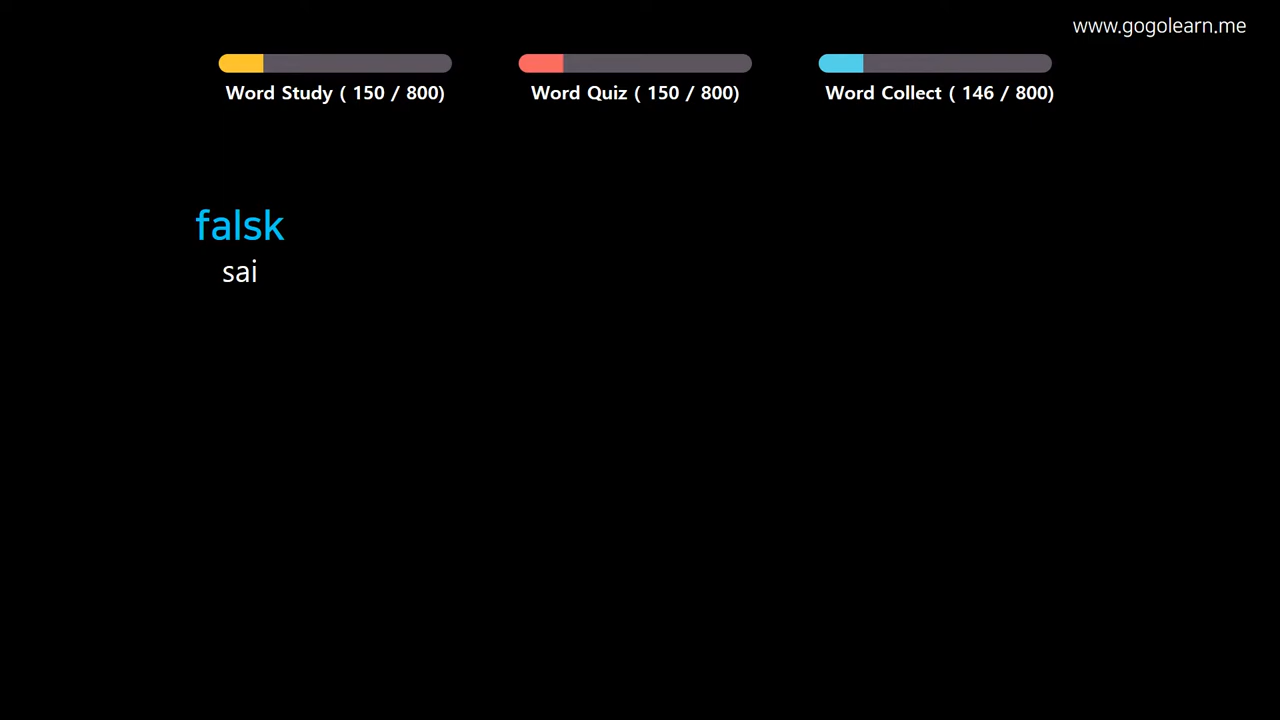 www.gogolearn.me
Word Study ( 150 / 800)
Word Quiz ( 150 / 800)
Word Collect ( 146 / 800)
falsk
sai